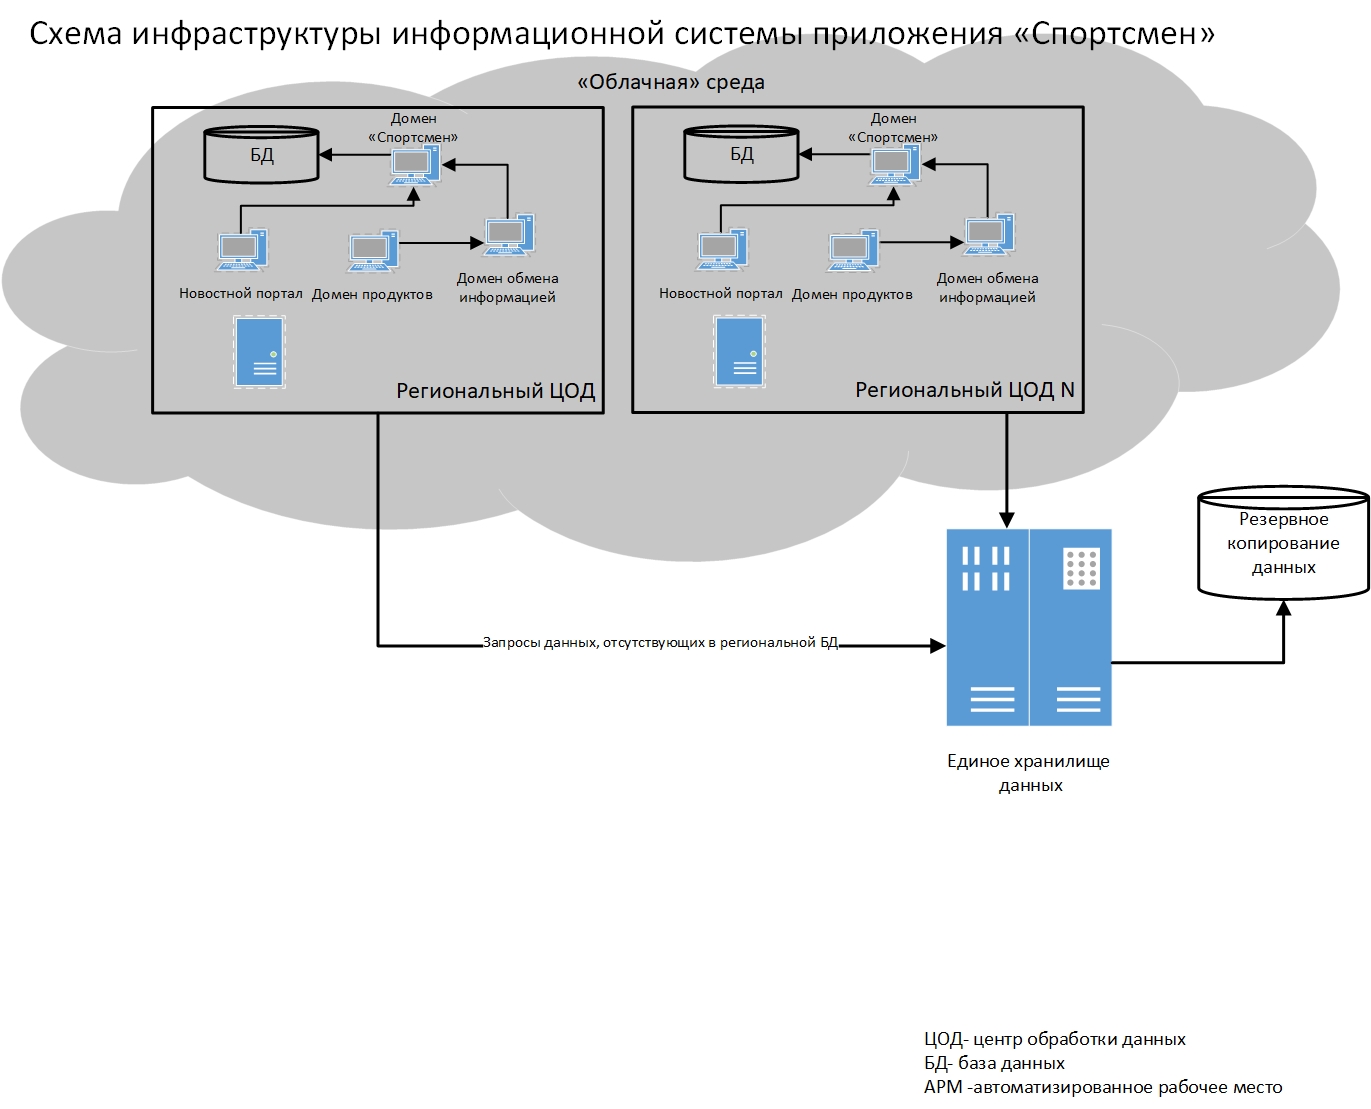 Схема инфраструктуры информационной системы приложения «Спортсмен»
«Облачная» среда
Домен
«Спортсмен»
БД
Новостной портал
Домен продуктов
Домен обмена
информацией
Региональный ЦОД
Домен
«Спортсмен»
БД
Новостной портал
Домен продуктов
Домен обмена
информацией
Региональный ЦОД N
Резервное
копирование
данных
Запросы данных, отсутствующих в региональной БД
Единое хранилище
данных
ЦОД- центр обработки данных
БД- база данных
АРМ -автоматизированное рабочее место